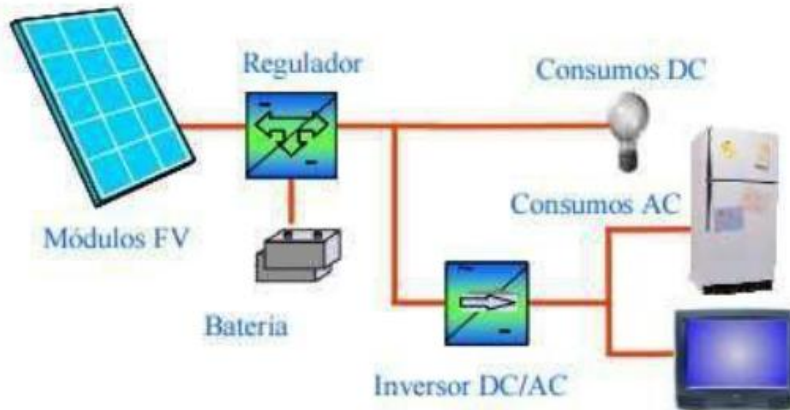 Regulador
Consumos DC
Módulos FV
Consumos AC
Bateria
Inversor DC/AC